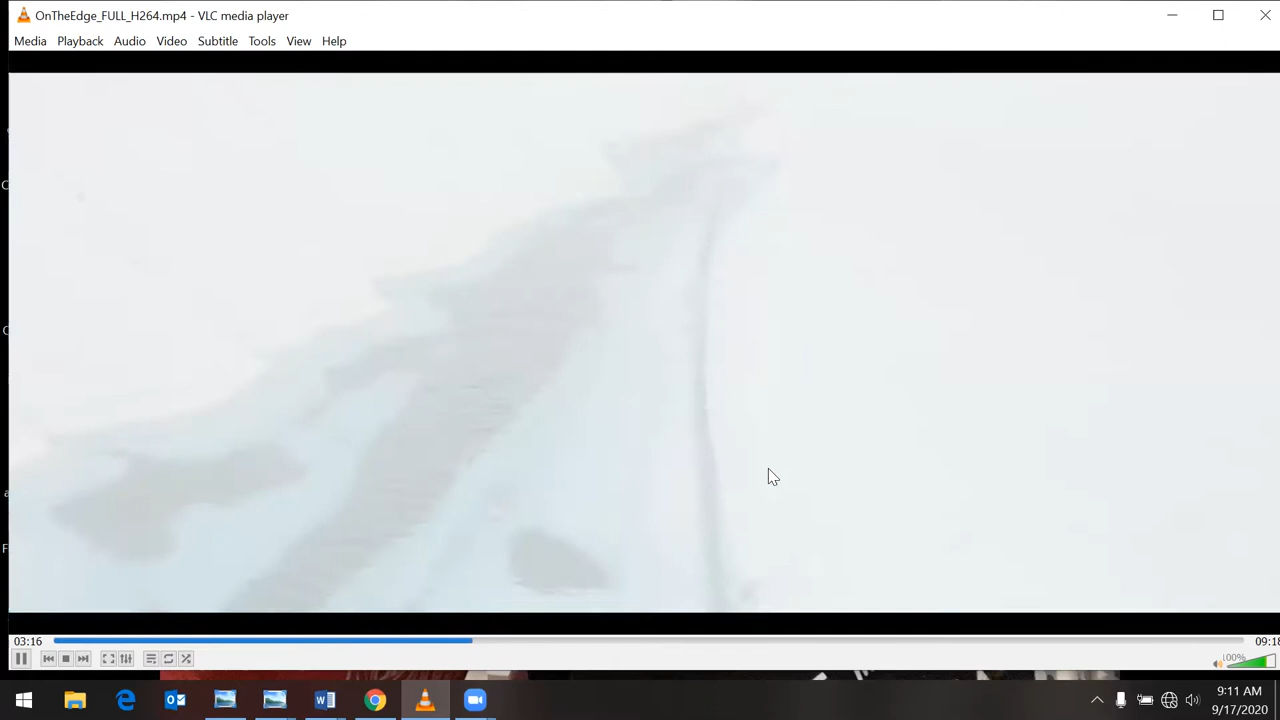 OnTheEdge_FULL_H264.mp4 - VLC media player
Media Playback Audio Video Subtitle Tools View Help
03:16
09:18
100%
9:11 AM
9/17/2020